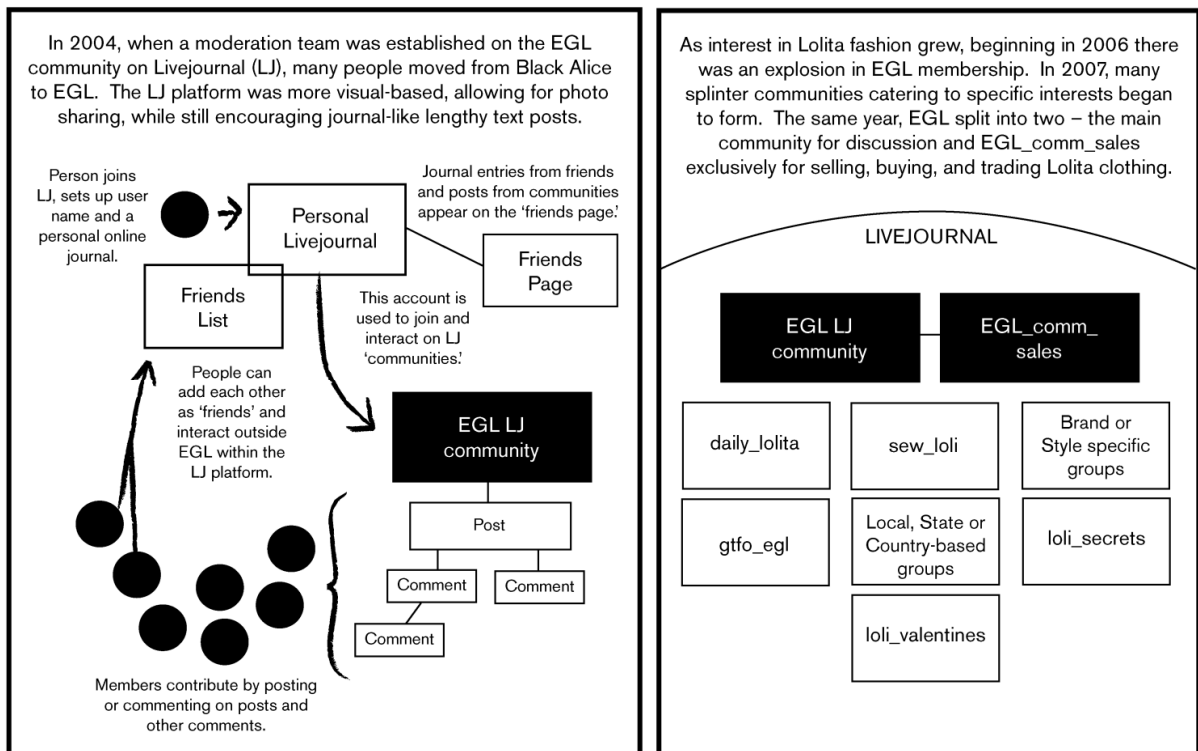 In 2004, when a moderation team was established on the EGL
community on Livejournal (LJ), many people moved from Black Alice
to EGL.  The LJ platform was more visual-based, allowing for photo
sharing, while still encouraging journal-like lengthy text posts.
Person joins
LJ, sets up user
name and a
personal online
journal.
Personal
Livejournal
Journal entries from friends
and posts from communities
appear on the ‘friends page.’
Friends
Page
Friends
List
This account is
used to join and
interact on LJ
‘communities.’
People can
add each other
as ‘friends’ and
interact outside
EGL within the
LJ platform.
EGL LJ
community
Post
Comment
Comment
Comment
Members contribute by posting
or commenting on posts and
other comments.
As interest in Lolita fashion grew, beginning in 2006 there
was an explosion in EGL membership.  In 2007, many
splinter communities catering to specific interests began
to form.  The same year, EGL split into two – the main
community for discussion and EGL_comm_sales
exclusively for selling, buying, and trading Lolita clothing.
LIVEJOURNAL
EGL LJ
community
EGL_comm_
sales
daily_lolita
sew_loli
Brand or
Style specific
groups
gtfo_egl
Local, State or
Country-based
groups
loli_secrets
loli_valentines